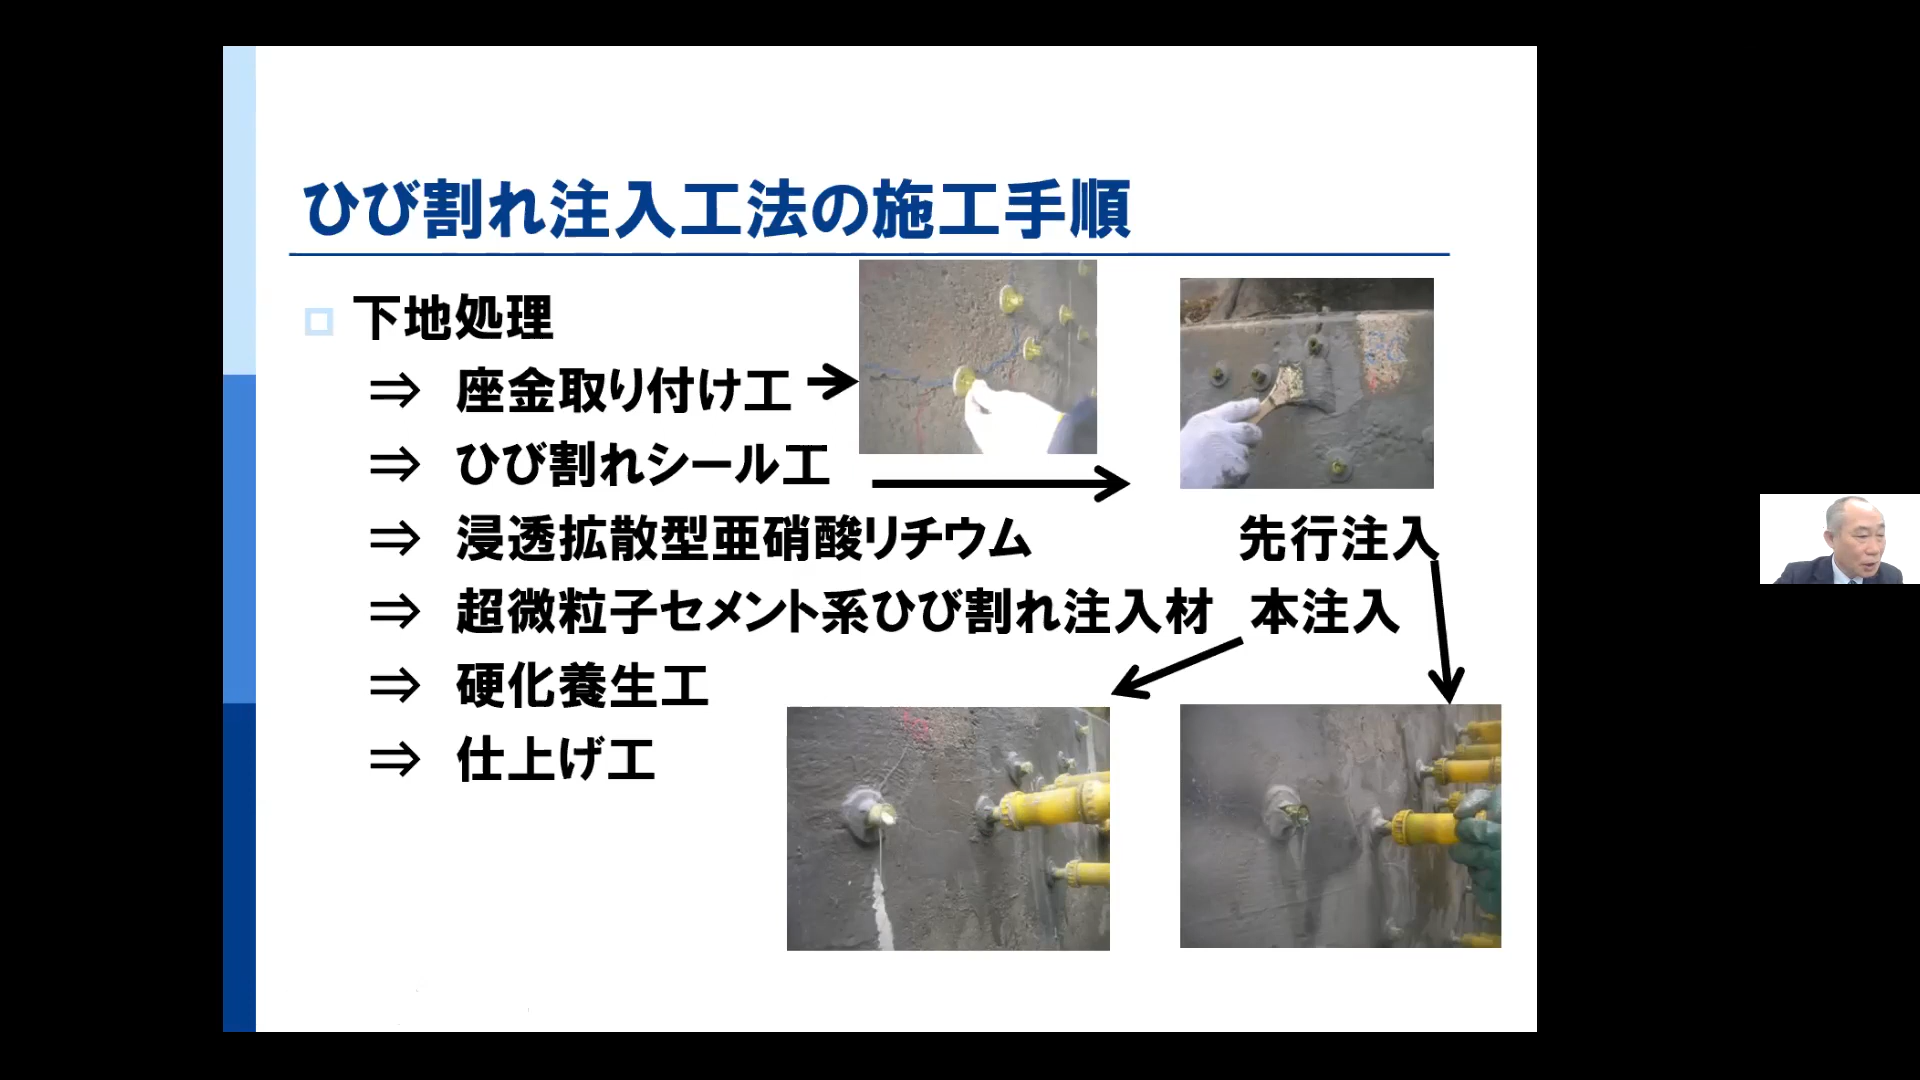 ひび割れ注入工法の施工手順
下地処理
⇒ 座金取り付け工
⇒ ひび割れシール工
⇒ 浸透拡散型亜硝酸リチウム 先行注入
⇒ 超微粒子セメント系ひび割れ注入材 本注入
⇒ 硬化養生工
⇒ 仕上げ工